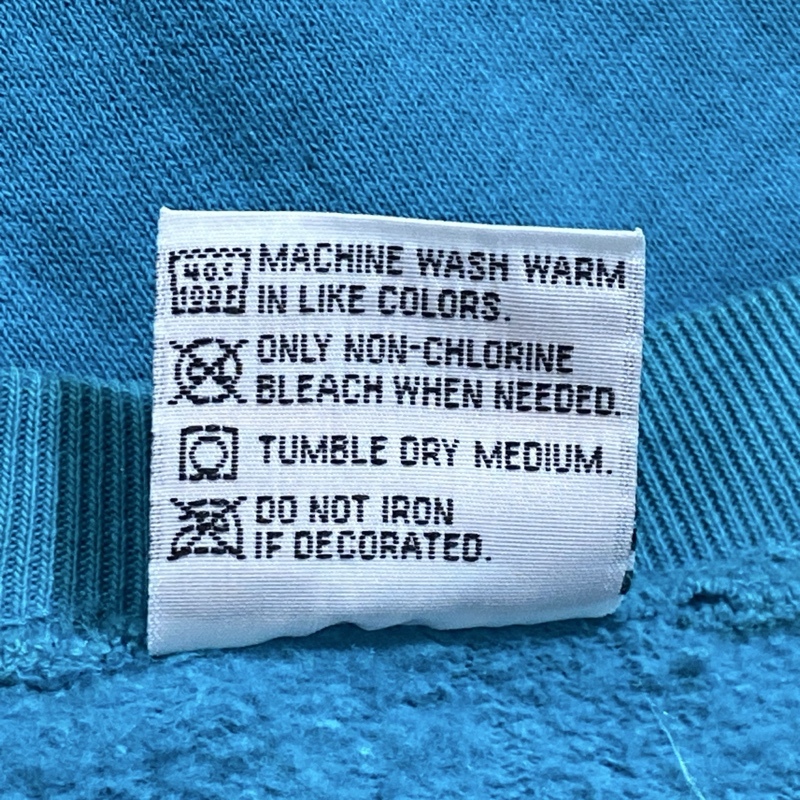 40.C MACHINE WASH WARM
IN LIKE COLORS.
ONLY NON-CHLORINE
BLEACH WHEN NEEDED.
TUMBLE DRY MEDIUM.
DO NOT IRON
IF DECORATED.